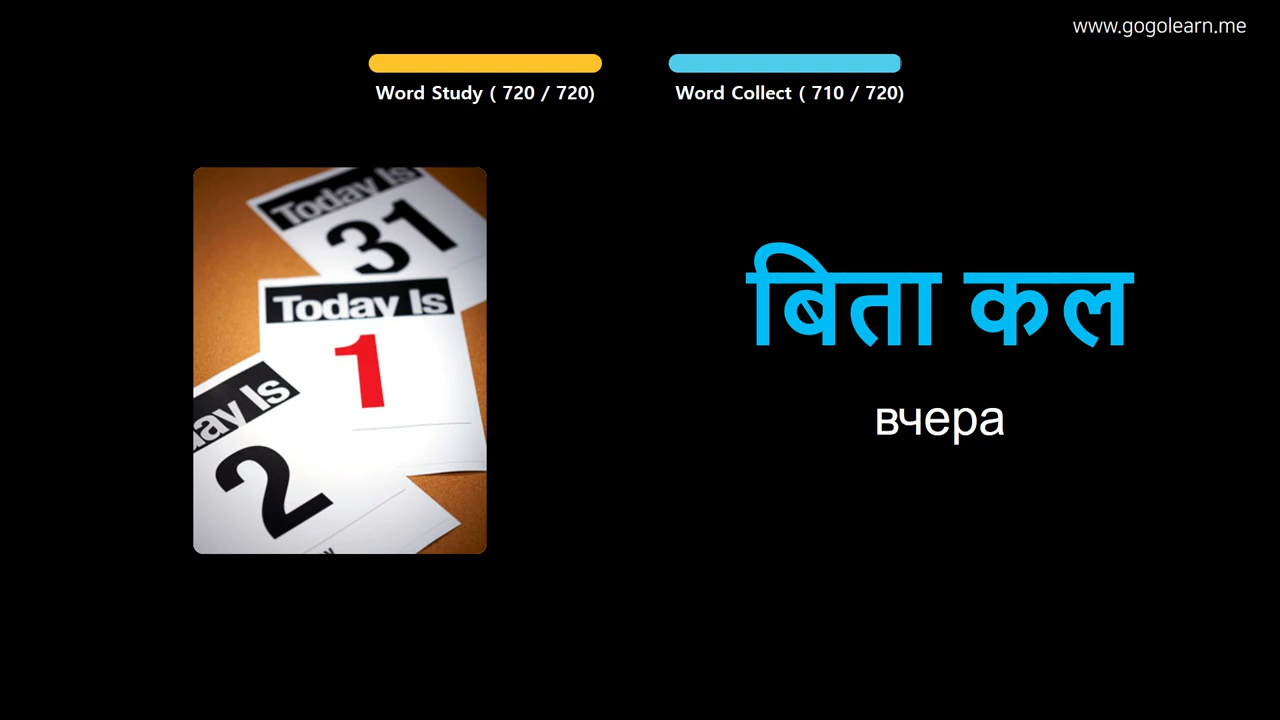 www.gogolearn.me
Word Study ( 720 / 720)
Word Collect ( 710 / 720)
Today Is
31
Today Is
1
ay Is
2
बिता कल
вчера